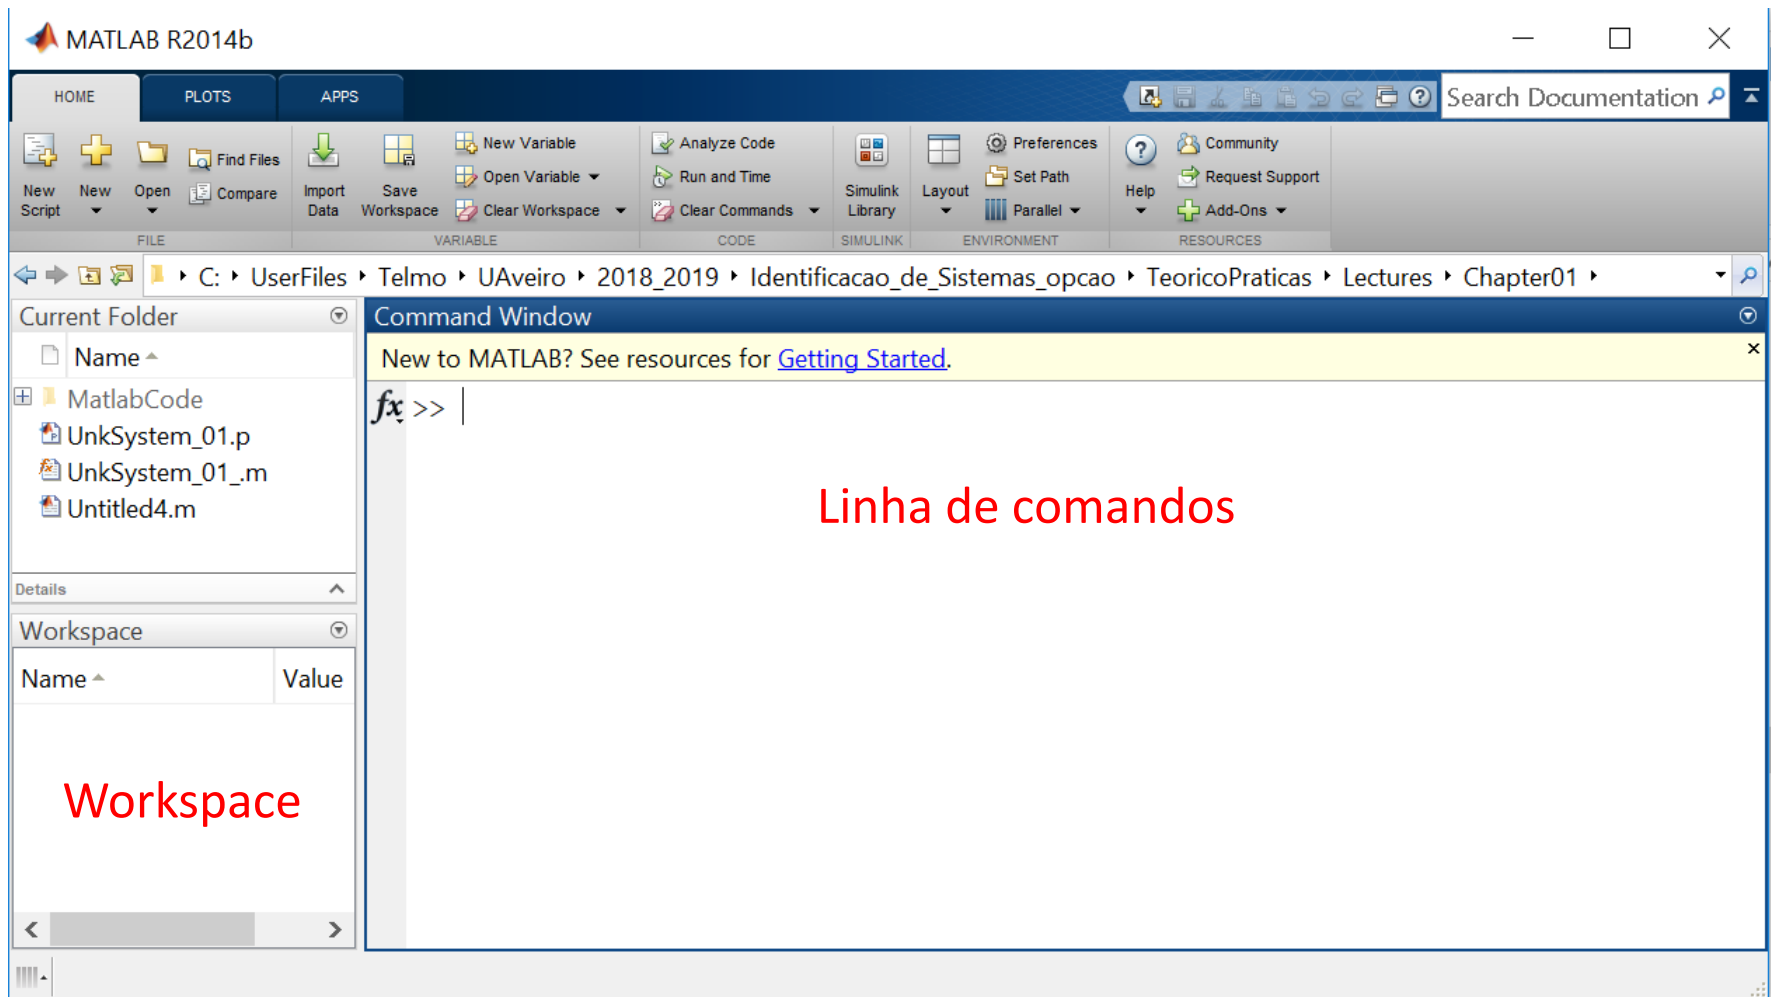 MATLAB R2014b
HOME PLOTS APPS Search Documentation
New Script New Open Find Files Compare Import Data Save Workspace New Variable Open Variable Clear Workspace Analyze Code Run and Time Clear Commands Simulink Library Layout Preferences Set Path Parallel Help Community Request Support Add-Ons
FILE VARIABLE CODE SIMULINK ENVIRONMENT RESOURCES
C: UserFiles Telmo UAveiro 2018_2019 Identificacao_de_Sistemas_opcao TeoricoPraticas Lectures Chapter01
Current Folder
Name
MatlabCode
UnkSystem_01.p
UnkSystem_01_.m
Untitled4.m
Details
Workspace
Name Value
Workspace
Command Window
New to MATLAB? See resources for Getting Started.
fx >>
Linha de comandos